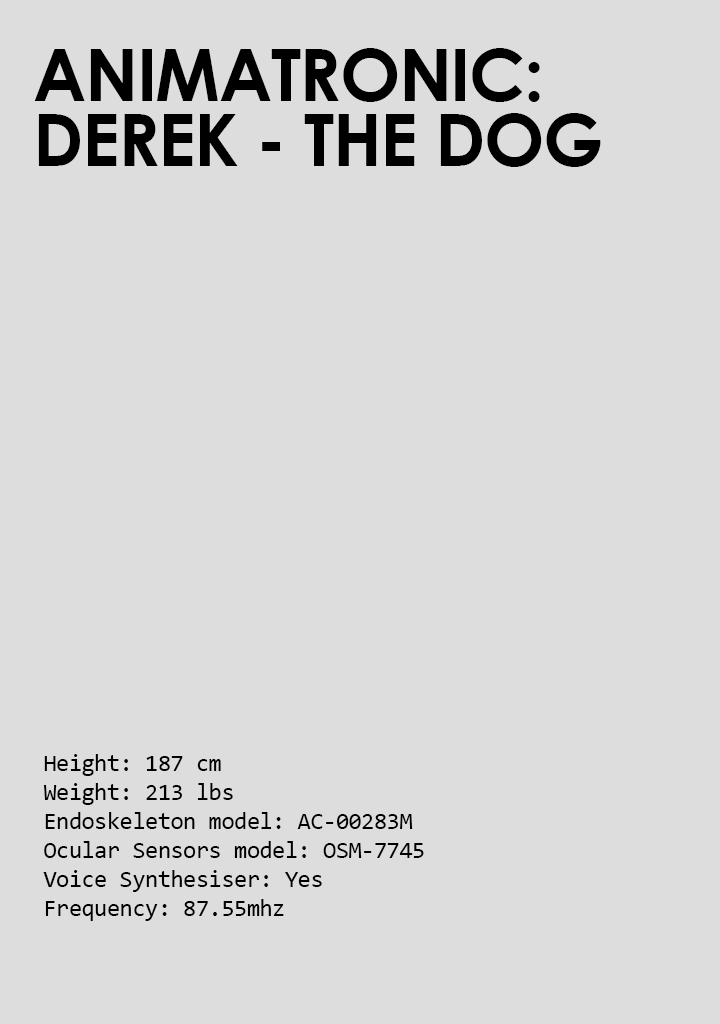 ANIMATRONIC:
DEREK - THE DOG
Height: 187 cm
Weight: 213 lbs
Endoskeleton model: AC-00283M
Ocular Sensors model: OSM-7745
Voice Synthesiser: Yes
Frequency: 87.55mhz